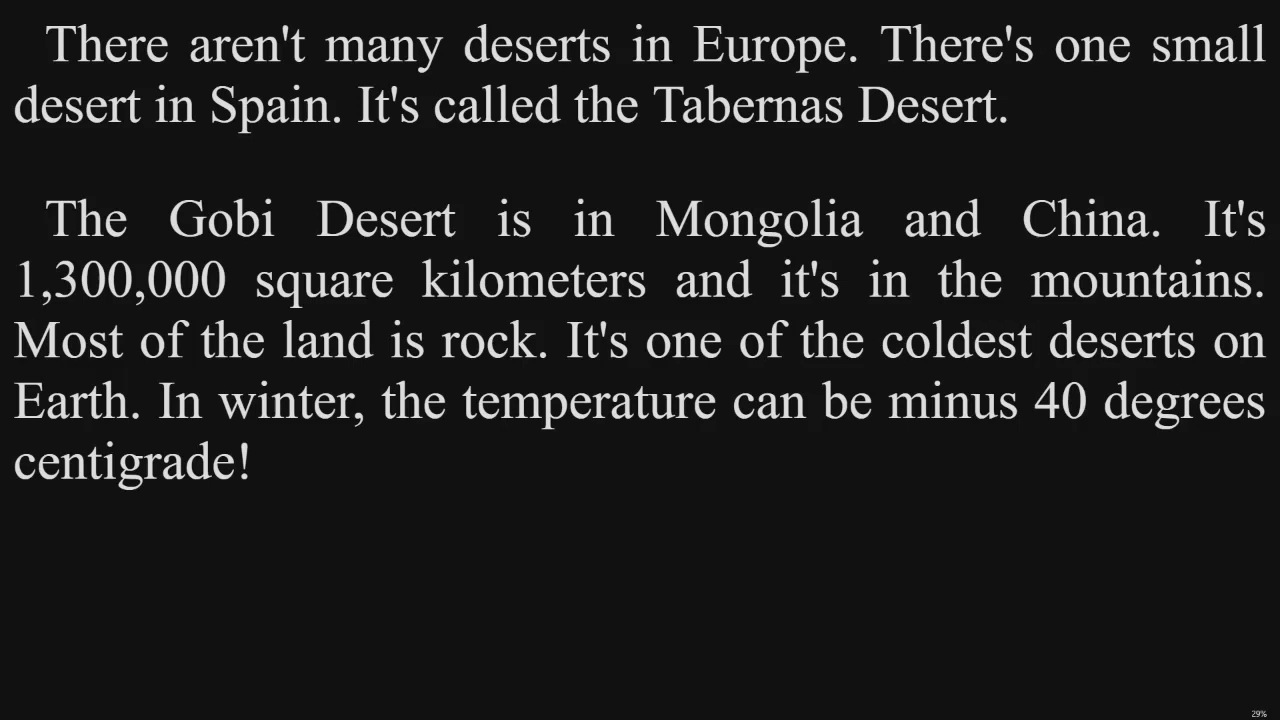 There aren't many deserts in Europe. There's one small
desert in Spain. It's called the Tabernas Desert.
The Gobi Desert is in Mongolia and China. It's
1,300,000 square kilometers and it's in the mountains.
Most of the land is rock. It's one of the coldest deserts on
Earth. In winter, the temperature can be minus 40 degrees
centigrade!
29%